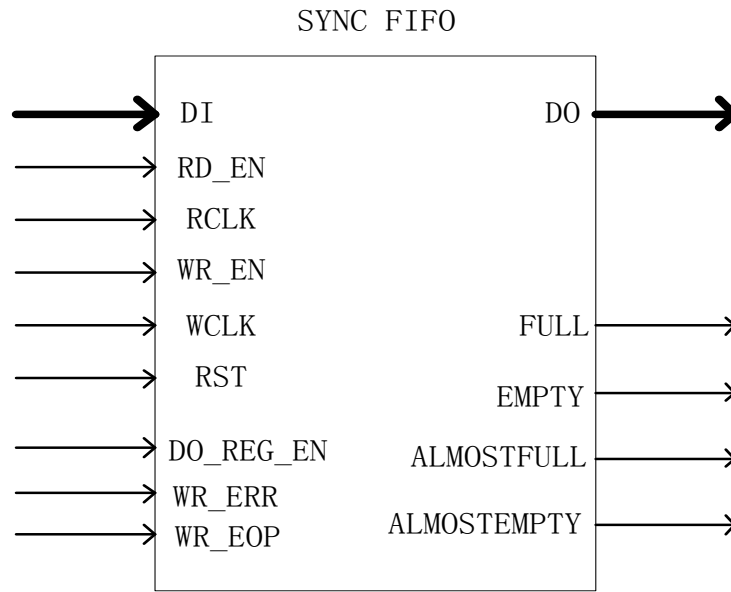 SYNC FIFO
DI
DO
RD_EN
RCLK
WR_EN
WCLK
FULL
RST
EMPTY
DO_REG_EN
ALMOSTFULL
WR_ERR
ALMOSTEMPTY
WR_EOP